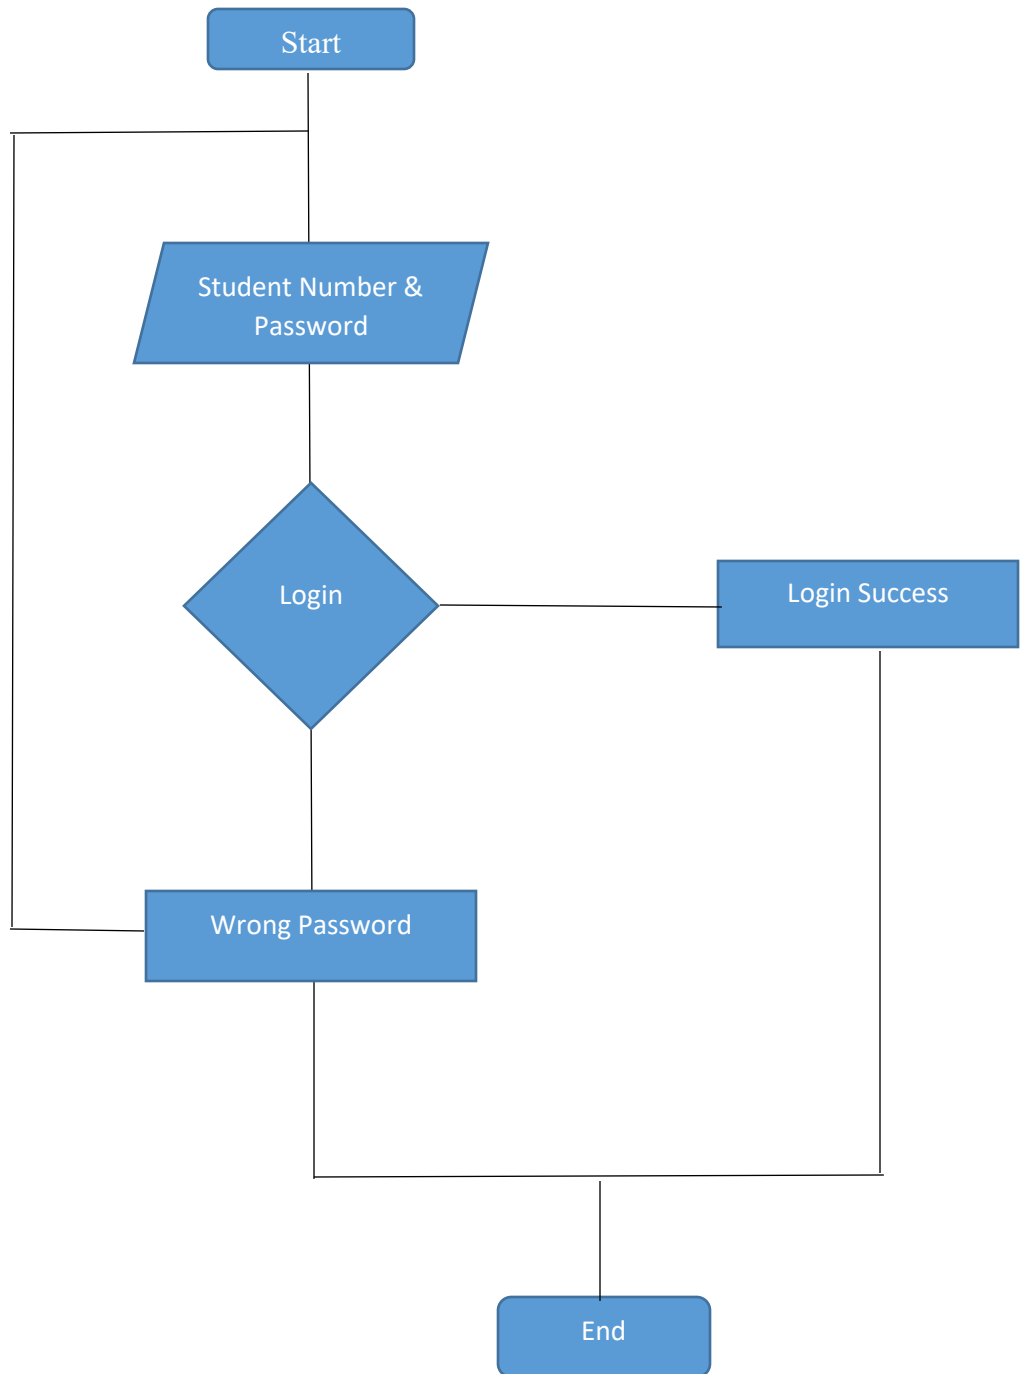 Start
Student Number &
Password
Login
Login Success
Wrong Password
End